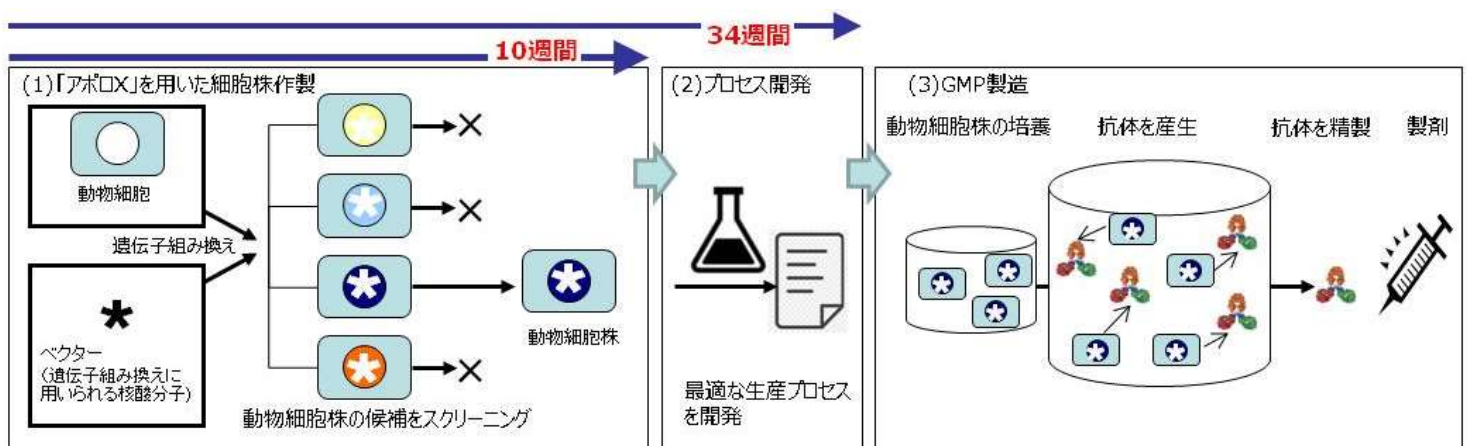 34週間
10週間
(1)「アポロX」を用いた細胞株作製
動物細胞
遺伝子組み換え
*
ベクター
(遺伝子組み換えに
用いられる核酸分子)
動物細胞株
動物細胞株の候補をスクリーニング
(2)プロセス開発
最適な生産プロセス
を開発
(3)GMP製造
動物細胞株の培養
抗体を産生
抗体を精製
製剤